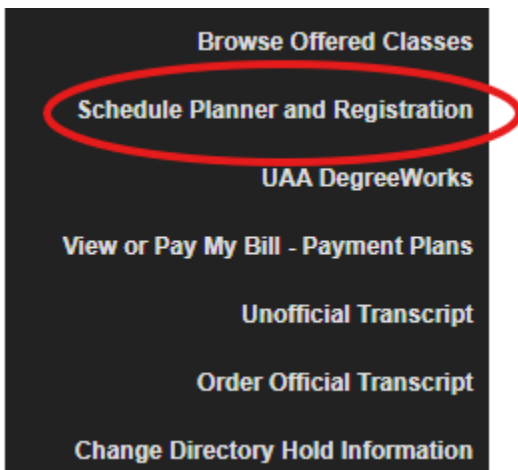 Browse Offered Classes
Schedule Planner and Registration
UAA DegreeWorks
View or Pay My Bill - Payment Plans
Unofficial Transcript
Order Official Transcript
Change Directory Hold Information